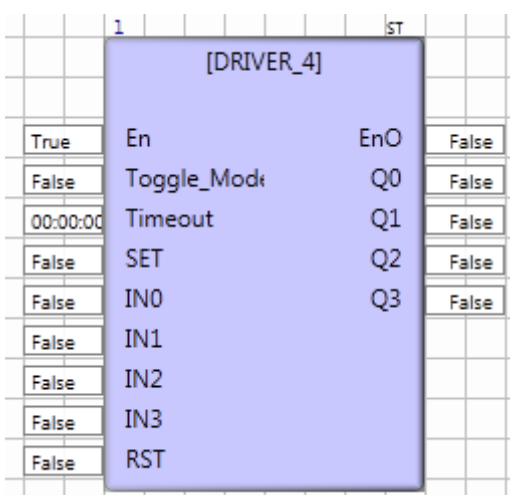 1 ST
[DRIVER_4]
True En EnO False
False Toggle_Mode Q0 False
00:00:00 Timeout Q1 False
False SET Q2 False
False IN0 Q3 False
False IN1
False IN2
False IN3
False RST